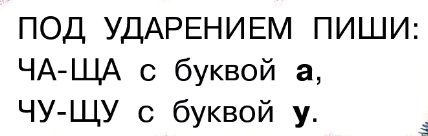 ПОД УДАРЕНИЕМ ПИШИ:
ЧА-ЩА с буквой а,
ЧУ-ЩУ с буквой у.